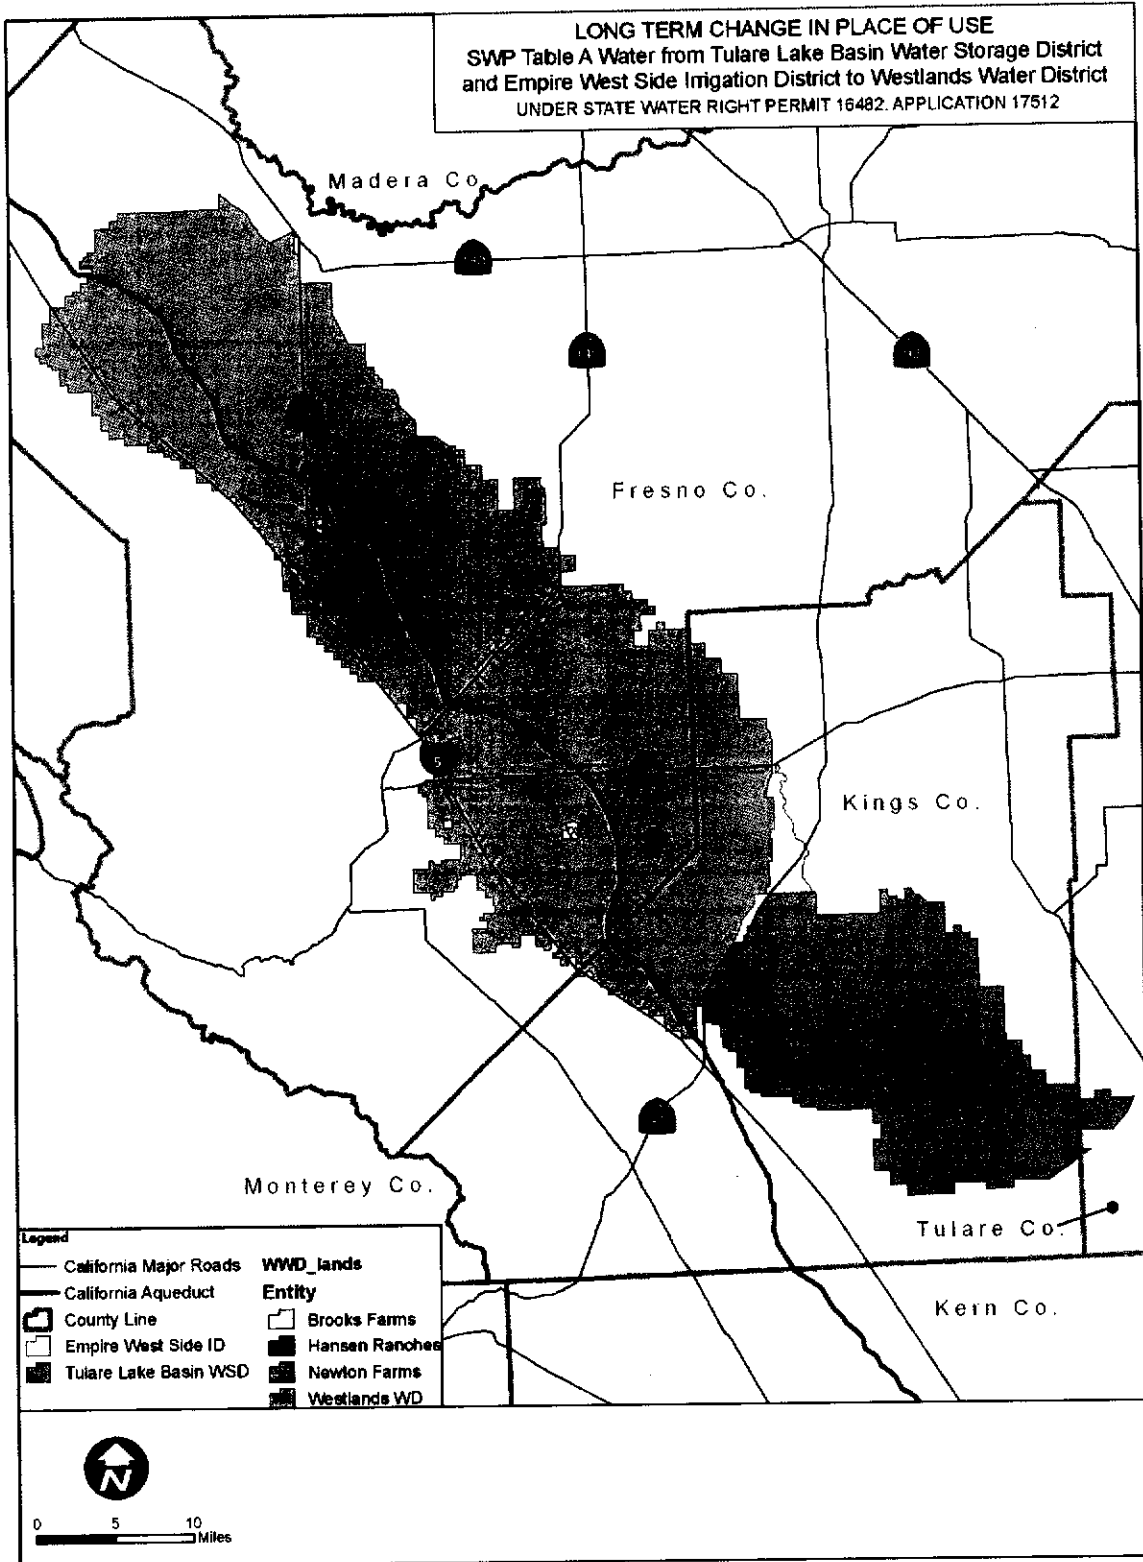 LONG TERM CHANGE IN PLACE OF USE
SWP Table A Water from Tulare Lake Basin Water Storage District
and Empire West Side Irrigation District to Westlands Water District
UNDER STATE WATER RIGHT PERMIT 16482. APPLICATION 17512
Madera Co
Fresno Co.
5
Kings Co.
Monterey Co.
Tulare Co.
Kern Co.
Legend
California Major Roads
California Aqueduct
County Line
Empire West Side ID
Tulare Lake Basin WSD
WWD_lands
Entity
Brooks Farms
Hansen Ranches
Newton Farms
Westlands WD
N
0 5 10
Miles